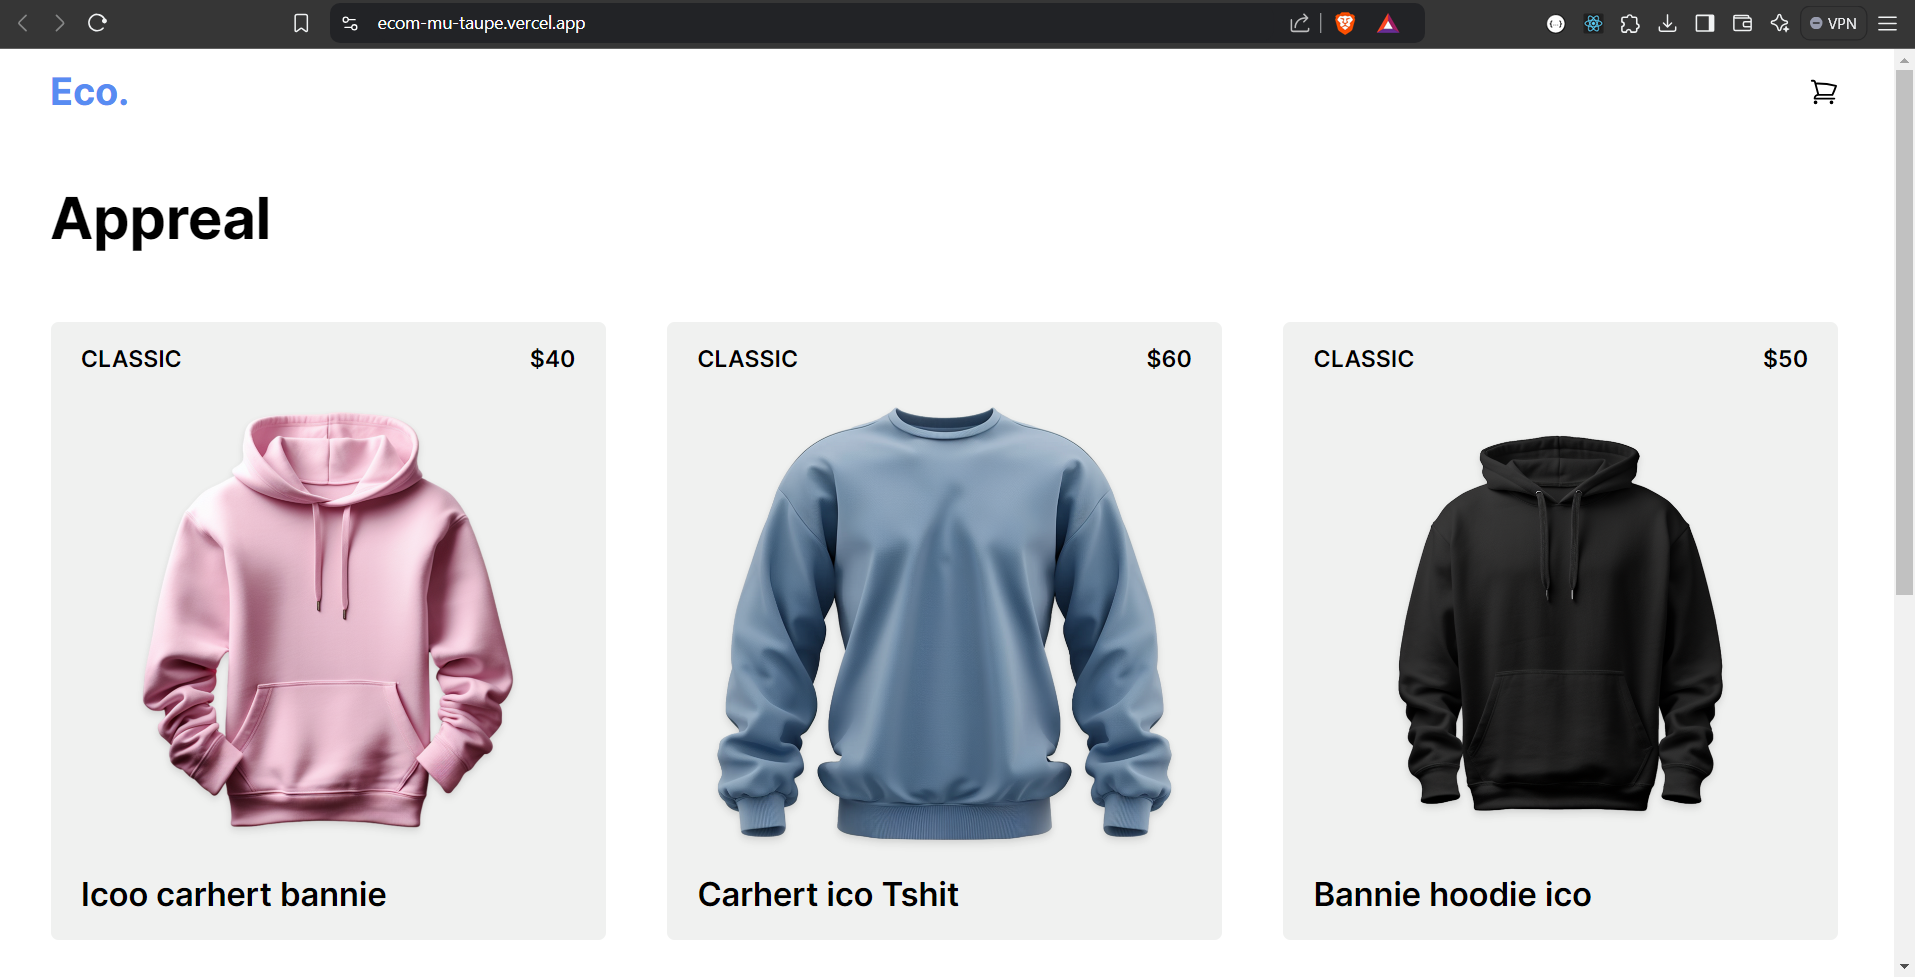 ecom-mu-taupe.vercel.app
VPN
Eco.
Appreal
CLASSIC
$40
CLASSIC
$60
CLASSIC
$50
Icoo carhert bannie
Carhert ico Tshit
Bannie hoodie ico